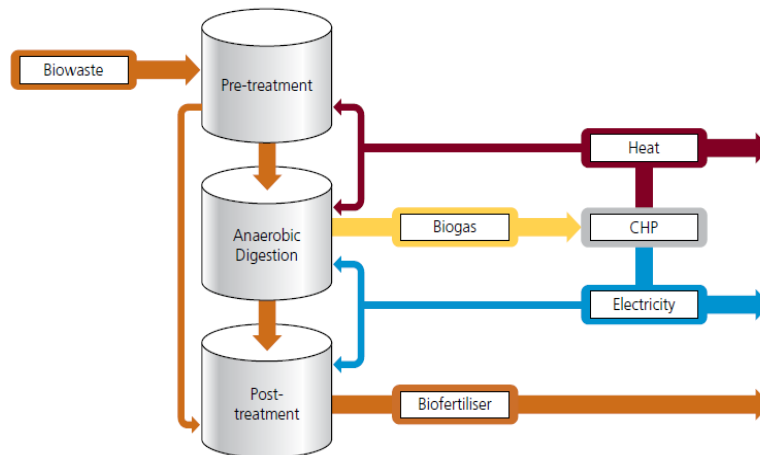 Biowaste
Pre-treatment
Heat
Anaerobic
Digestion
Biogas
CHP
Electricity
Post-
treatment
Biofertiliser